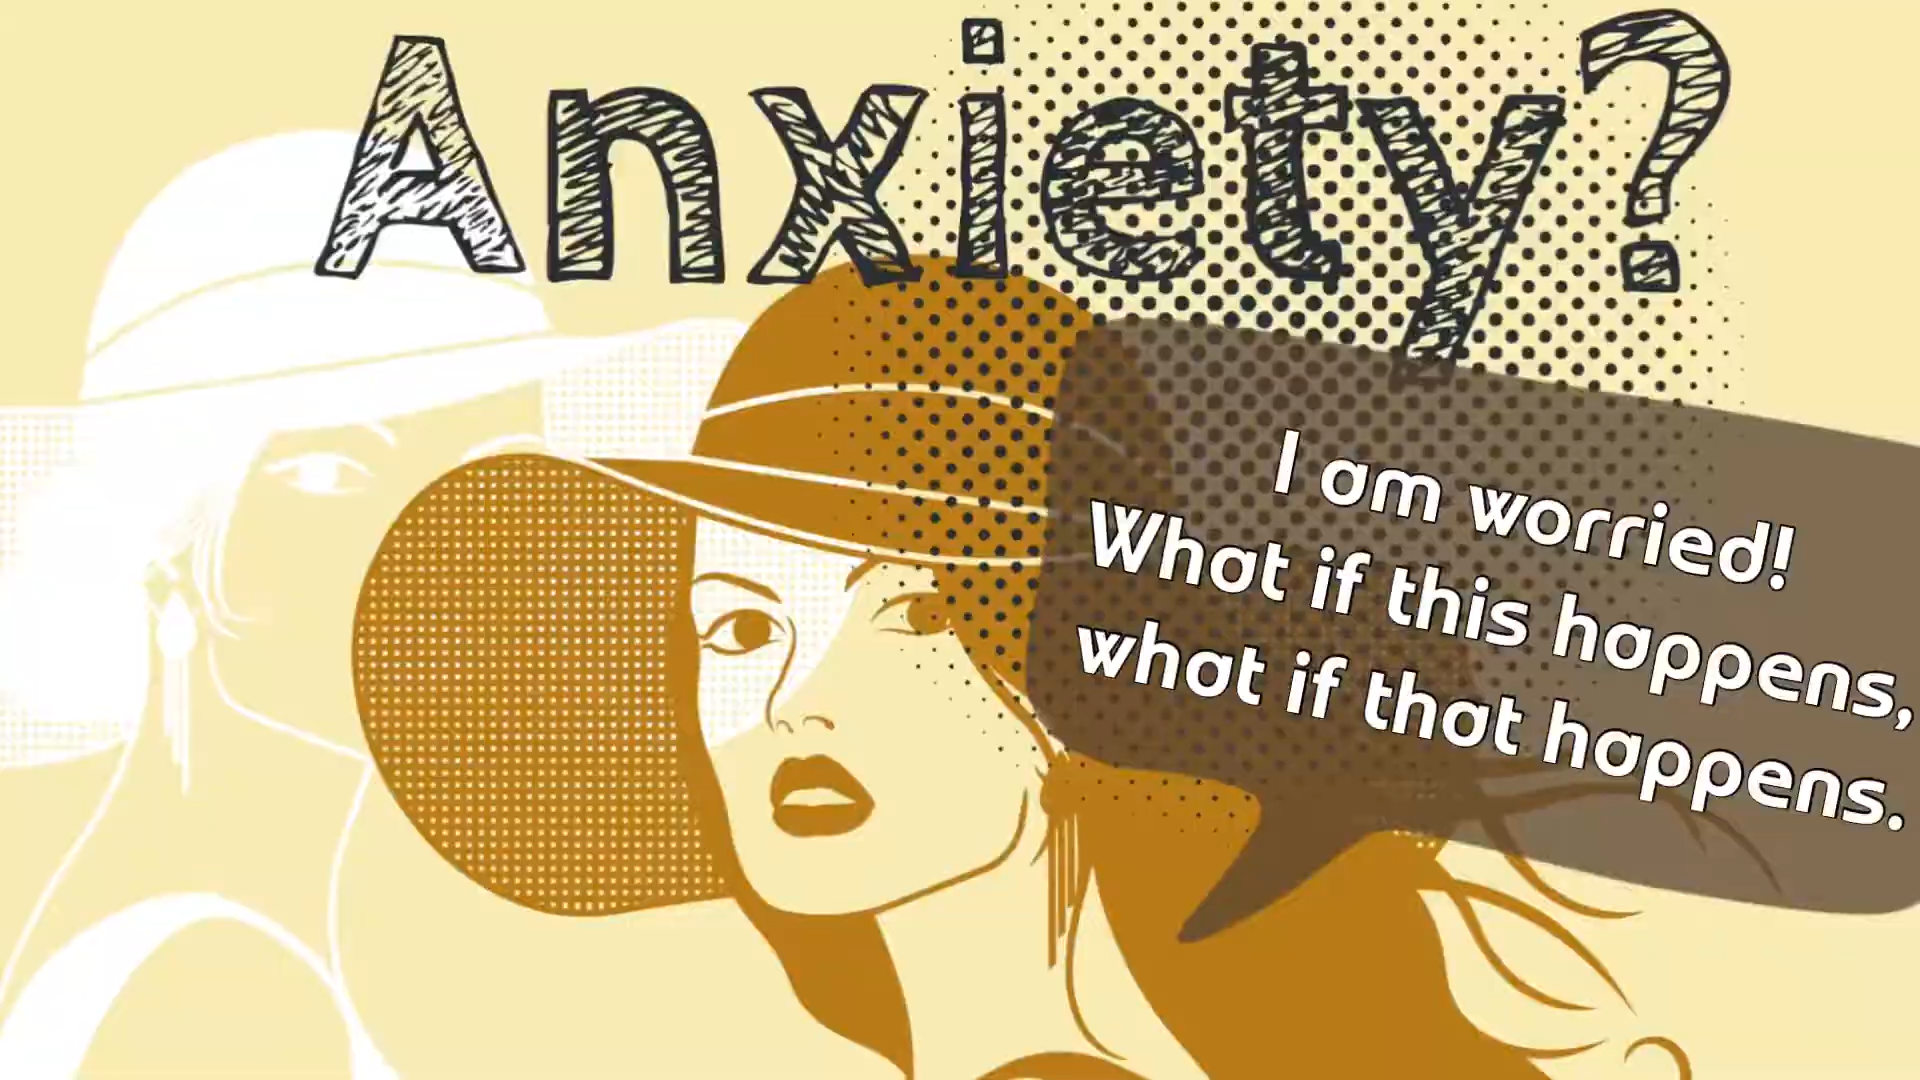 Anxiety?
I am worried!
What if this happens,
what if that happens.